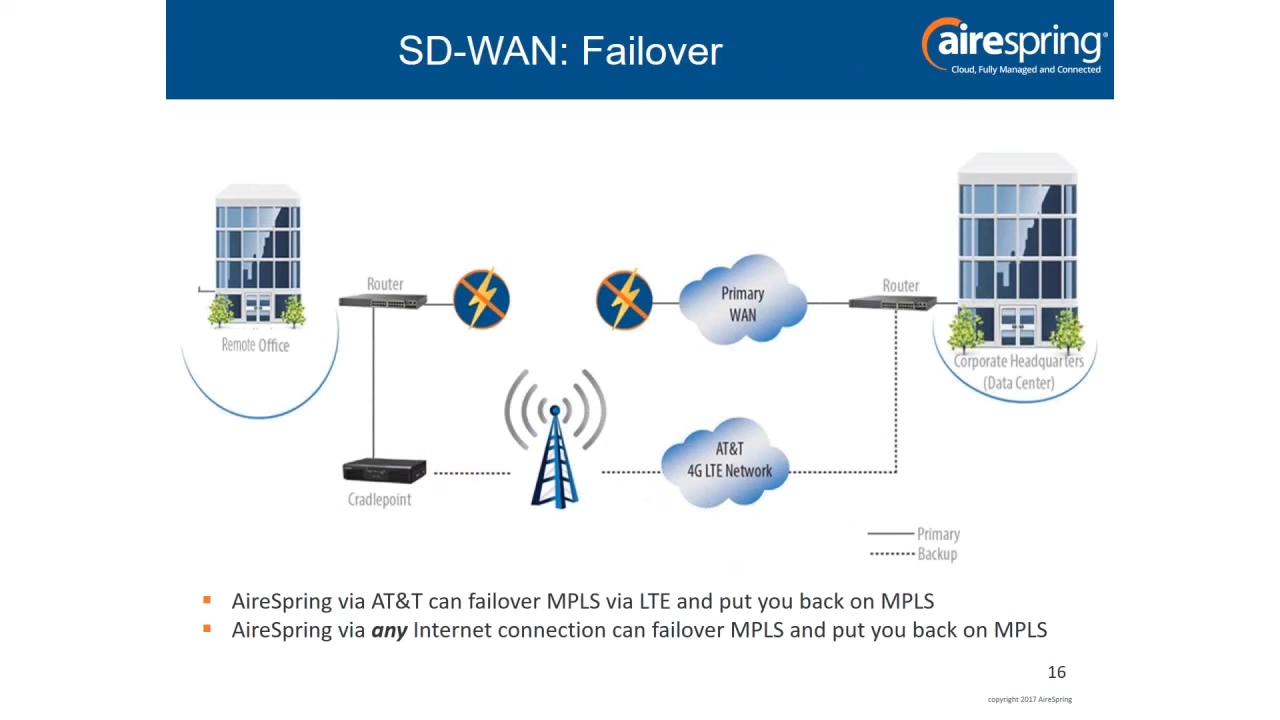 SD-WAN: Failover
airespring®
Cloud, Fully Managed and Connected
Router
Primary
WAN
Router
Remote Office
Corporate Headquarters
(Data Center)
AT&T
4G LTE Network
Cradlepoint
Primary
Backup
▪ AireSpring via AT&T can failover MPLS via LTE and put you back on MPLS
▪ AireSpring via any Internet connection can failover MPLS and put you back on MPLS
16
copyright 2017 AireSpring